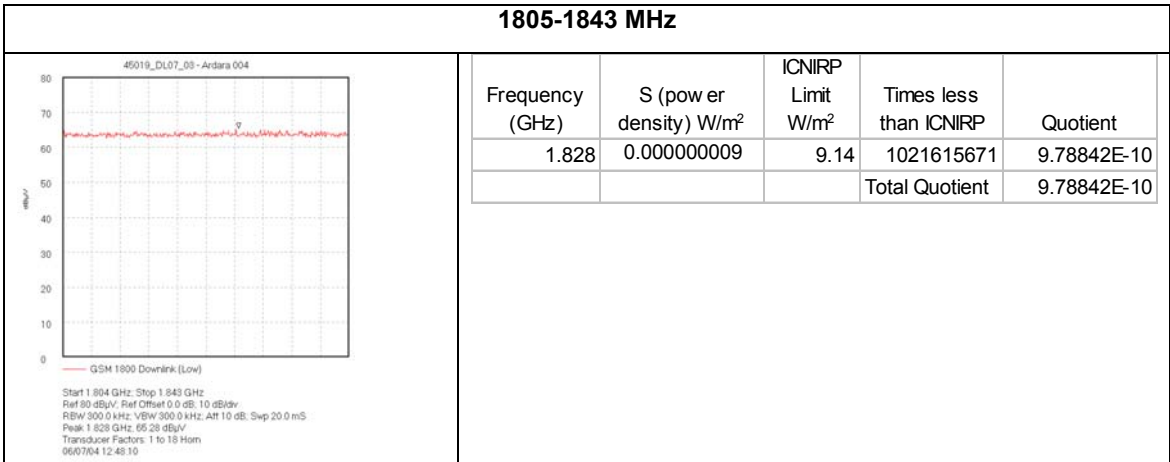 1805-1843 MHz
45019_DL07_03 - Ardara 004
80
70
60
50
40
30
20
10
0
dBµV
GSM 1800 Downlink (Low)
Start 1.804 GHz; Stop 1.843 GHz
Ref 80 dBµV; Ref Offset 0.0 dB; 10 dB/div
RBW 300.0 kHz; VBW 300.0 kHz; Att 10 dB; Swp 20.0 mS
Peak 1.828 GHz, 65.28 dBµV
Transducer Factors: 1 to 18 Horn
06/07/04 12:48:10
Frequency (GHz) S (power density) W/m² ICNIRP Limit W/m² Times less than ICNIRP Quotient
1.828 0.000000009 9.14 1021615671 9.78842E-10
Total Quotient 9.78842E-10